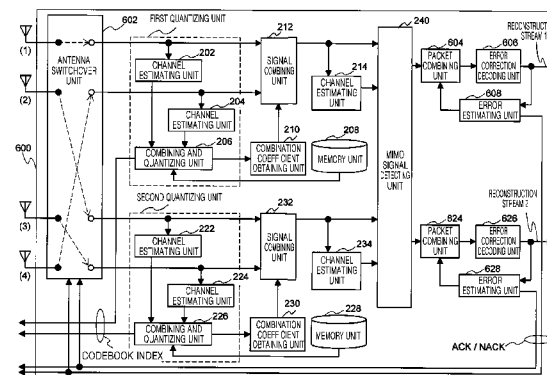 602
FIRST QUANTIZING UNIT
212
240
RECONSTRUCTION
STREAM 1
ANTENNA
SWITCHOVER
UNIT
(1)
202
CHANNEL
ESTIMATING UNIT
SIGNAL
COMBINING
UNIT
214
CHANNEL
ESTIMATING
UNIT
604
PACKET
COMBINING
UNIT
606
ERROR
CORRECTION
DECODING UNIT
(2)
204
CHANNEL
ESTIMATING UNIT
608
ERROR
ESTIMATING UNIT
210
208
206
COMBINING AND
QUANTIZING UNIT
COMBINATION
COEFFICIENT
OBTAINING UNIT
MEMORY UNIT
600
MIMO
SIGNAL
DETECTING
UNIT
SECOND QUANTIZING UNIT
232
RECONSTRUCTION
STREAM 2
(3)
222
CHANNEL
ESTIMATING UNIT
SIGNAL
COMBINING
UNIT
234
CHANNEL
ESTIMATING
UNIT
624
PACKET
COMBINING
UNIT
626
ERROR
CORRECTION
DECODING UNIT
(4)
224
CHANNEL
ESTIMATING UNIT
628
ERROR
ESTIMATING UNIT
230
228
226
COMBINING AND
QUANTIZING UNIT
COMBINATION
COEFFICIENT
OBTAINING UNIT
MEMORY UNIT
CODEBOOK INDEX
ACK / NACK